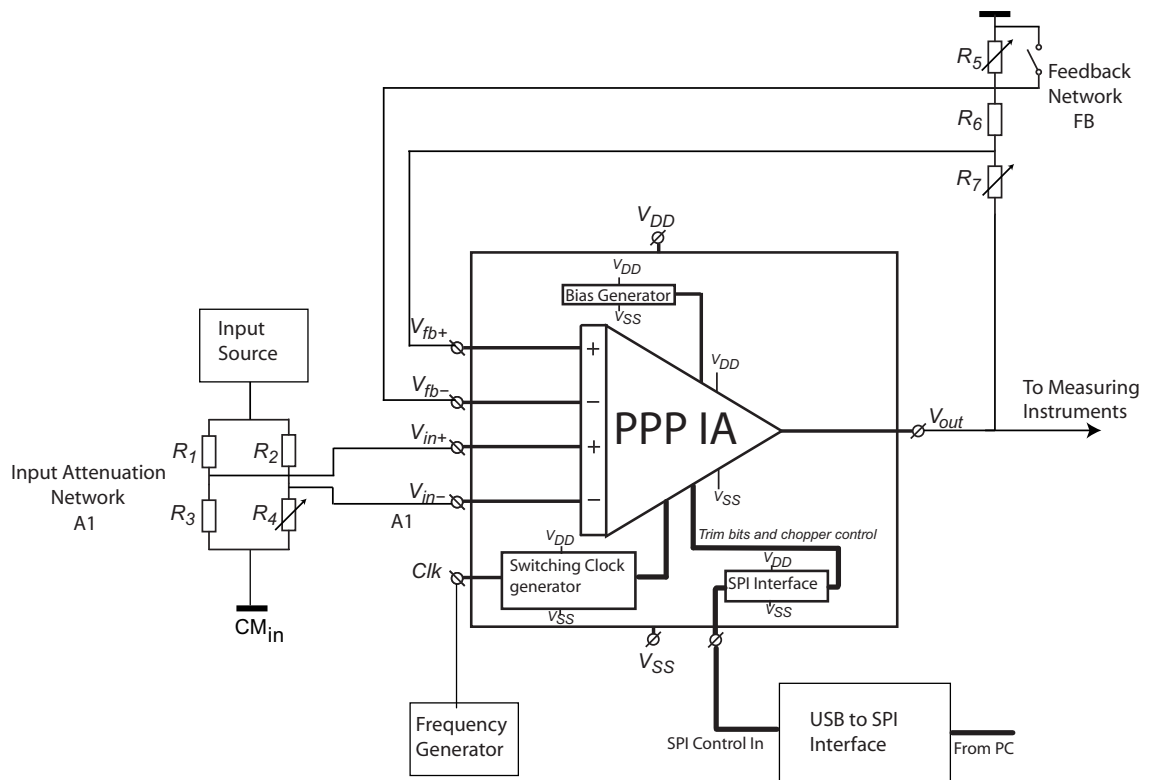 R5
Feedback
Network
FB
R6
R7
VDD
VDD
Bias Generator
VSS
Input
Source
Vfb+
+
VDD
Vfb−
−
PPP IA
To Measuring
Instruments
Vout
R1
R2
Vin+
+
Input Attenuation
Network
A1
R3
R4
Vin−
−
VSS
A1
Trim bits and chopper control
VDD
VDD
Clk
Switching Clock
generator
SPI Interface
VSS
VSS
CMin
VSS
Frequency
Generator
SPI Control In
USB to SPI
Interface
From PC